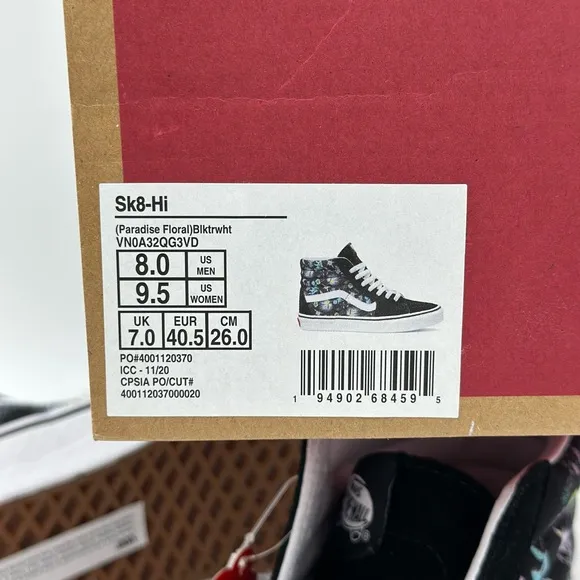 Sk8-Hi
(Paradise Floral)Blktrwht
VN0A32QG3VD
8.0 US MEN
9.5 US WOMEN
UK EUR CM
7.0 40.5 26.0
PO#4001120370
ICC - 11/20
CPSIA PO/CUT#
400112037000020
1 94902 68459 5